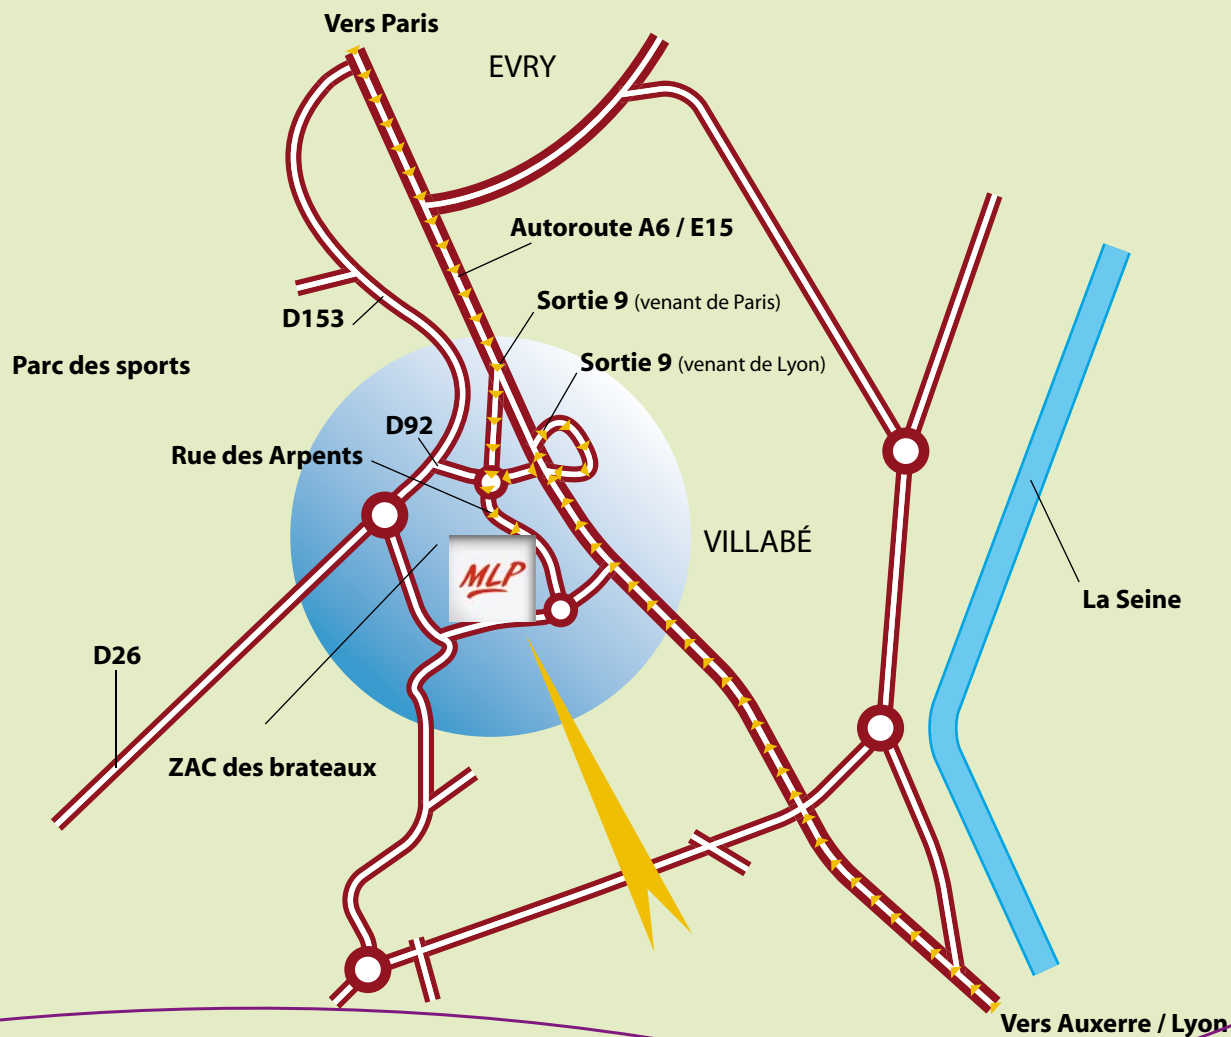 Vers Paris
EVRY
Autoroute A6 / E15
Sortie 9 (venant de Paris)
D153
Parc des sports
Sortie 9 (venant de Lyon)
D92
Rue des Arpents
VILLABÉ
MLP
La Seine
D26
ZAC des brateaux
Vers Auxerre / Lyon